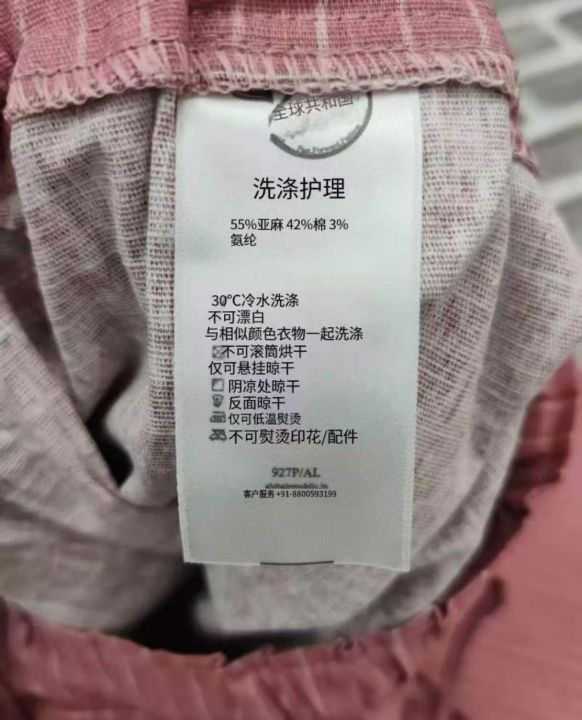 全球共和国
洗涤护理
55%亚麻 42%棉 3%
氨纶
30℃冷水洗涤
不可漂白
与相似颜色衣物一起洗涤
不可滚筒烘干
仅可悬挂晾干
阴凉处晾干
反面晾干
仅可低温熨烫
不可熨烫印花/配件
927P/AL
客户服务 +91-8800593199